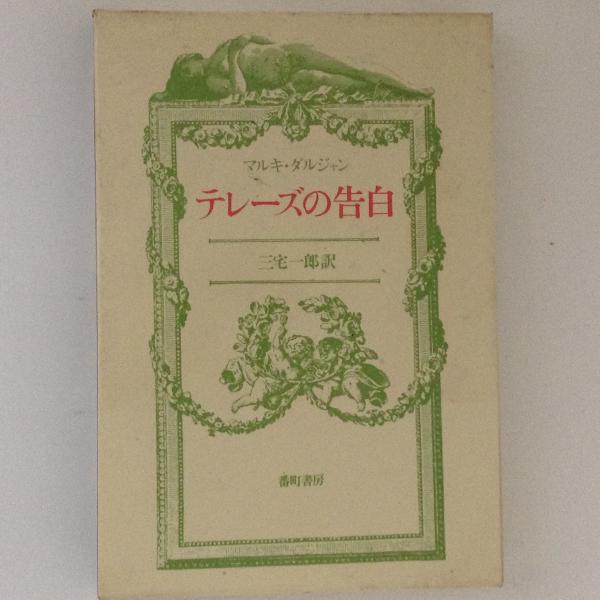 マルキ・ダルジャン
テレーズの告白
三宅一郎訳
番町書房